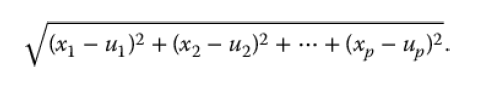 √(x₁ − u₁)² + (x₂ − u₂)² + ⋯ + (xₚ − uₚ)².